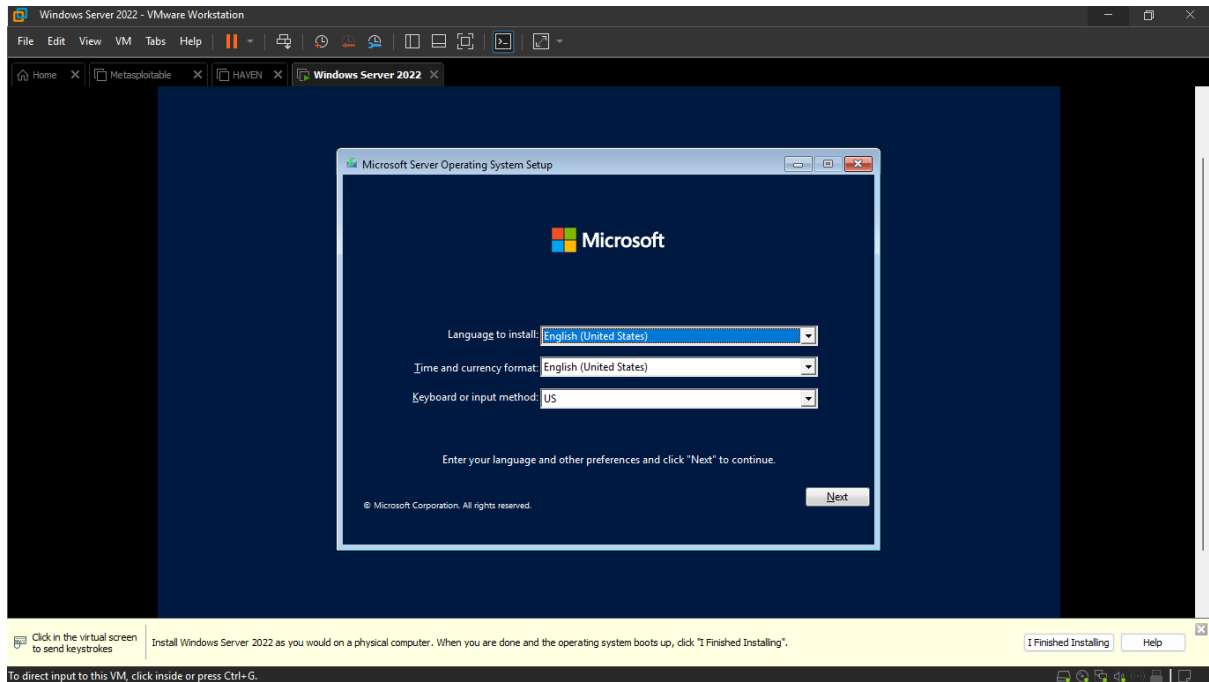 Windows Server 2022 - VMware Workstation
File Edit View VM Tabs Help
Home Metasploitable HAVEN Windows Server 2022
Microsoft Server Operating System Setup
Microsoft
Language to install: English (United States)
Time and currency format: English (United States)
Keyboard or input method: US
Enter your language and other preferences and click "Next" to continue.
Next
© Microsoft Corporation. All rights reserved.
Click in the virtual screen
to send keystrokes
Install Windows Server 2022 as you would on a physical computer. When you are done and the operating system boots up, click "I Finished Installing".
I Finished Installing Help
To direct input to this VM, click inside or press Ctrl+G.